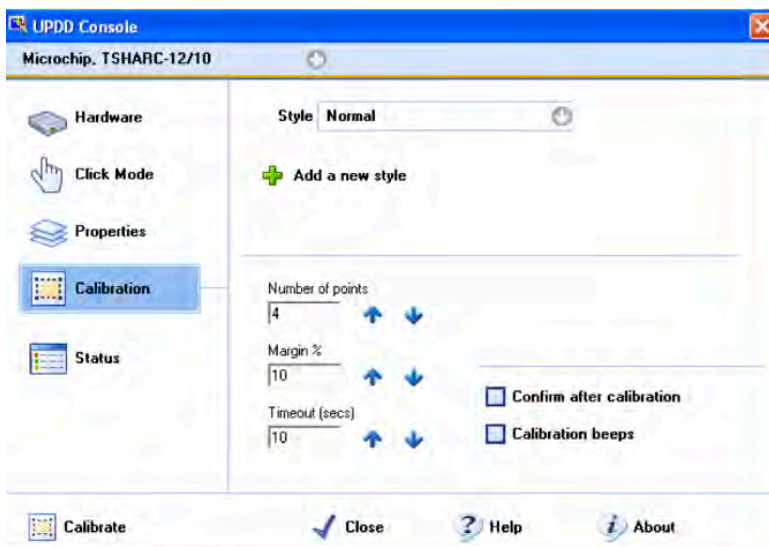 UPDD Console
Microchip, TSHARC-12/10
Hardware
Click Mode
Properties
Calibration
Status
Style Normal
Add a new style
Number of points
4
Margin %
10
Timeout (secs)
10
Confirm after calibration
Calibration beeps
Calibrate
Close
Help
About